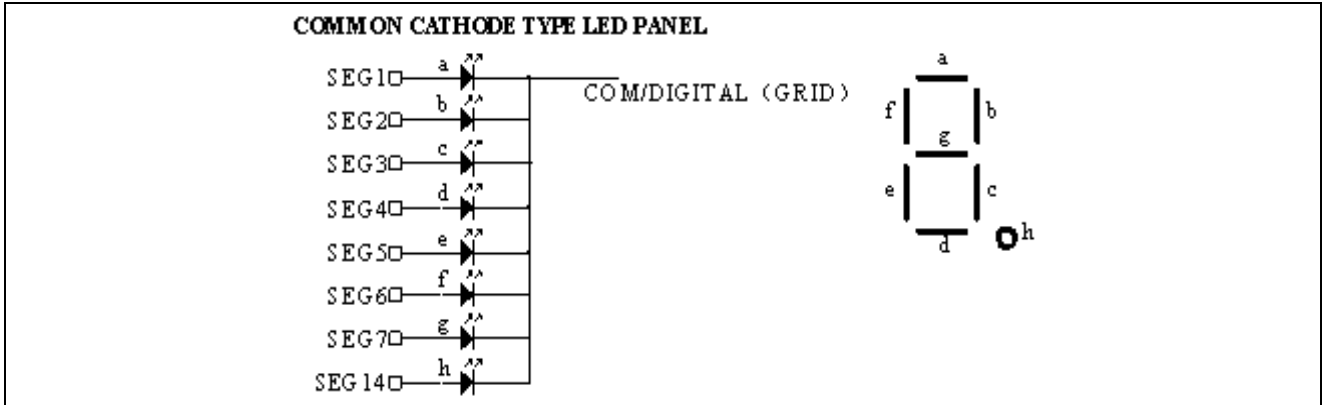 COMMON CATHODE TYPE LED PANEL
SEG1 a
COM/DIGITAL (GRID)
SEG2 b
SEG3 c
SEG4 d
SEG5 e
SEG6 f
SEG7 g
SEG14 h
a
f b
g
e c
d h